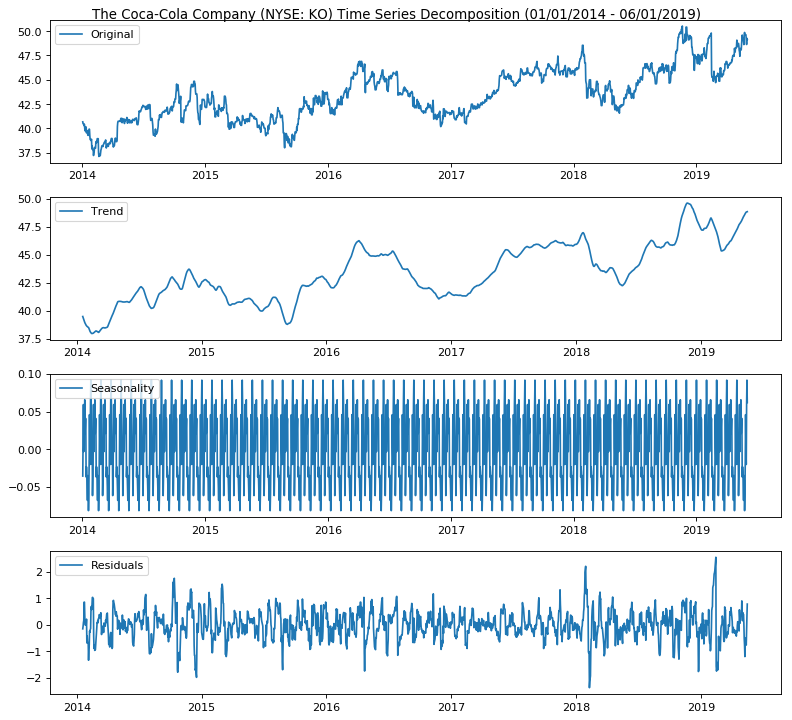 The Coca-Cola Company (NYSE: KO) Time Series Decomposition (01/01/2014 - 06/01/2019)
50.0
47.5
45.0
42.5
40.0
37.5
Original
2014 2015 2016 2017 2018 2019
50.0
47.5
45.0
42.5
40.0
37.5
Trend
2014 2015 2016 2017 2018 2019
0.10
0.05
0.00
−0.05
Seasonality
2014 2015 2016 2017 2018 2019
2
1
0
−1
−2
Residuals
2014 2015 2016 2017 2018 2019